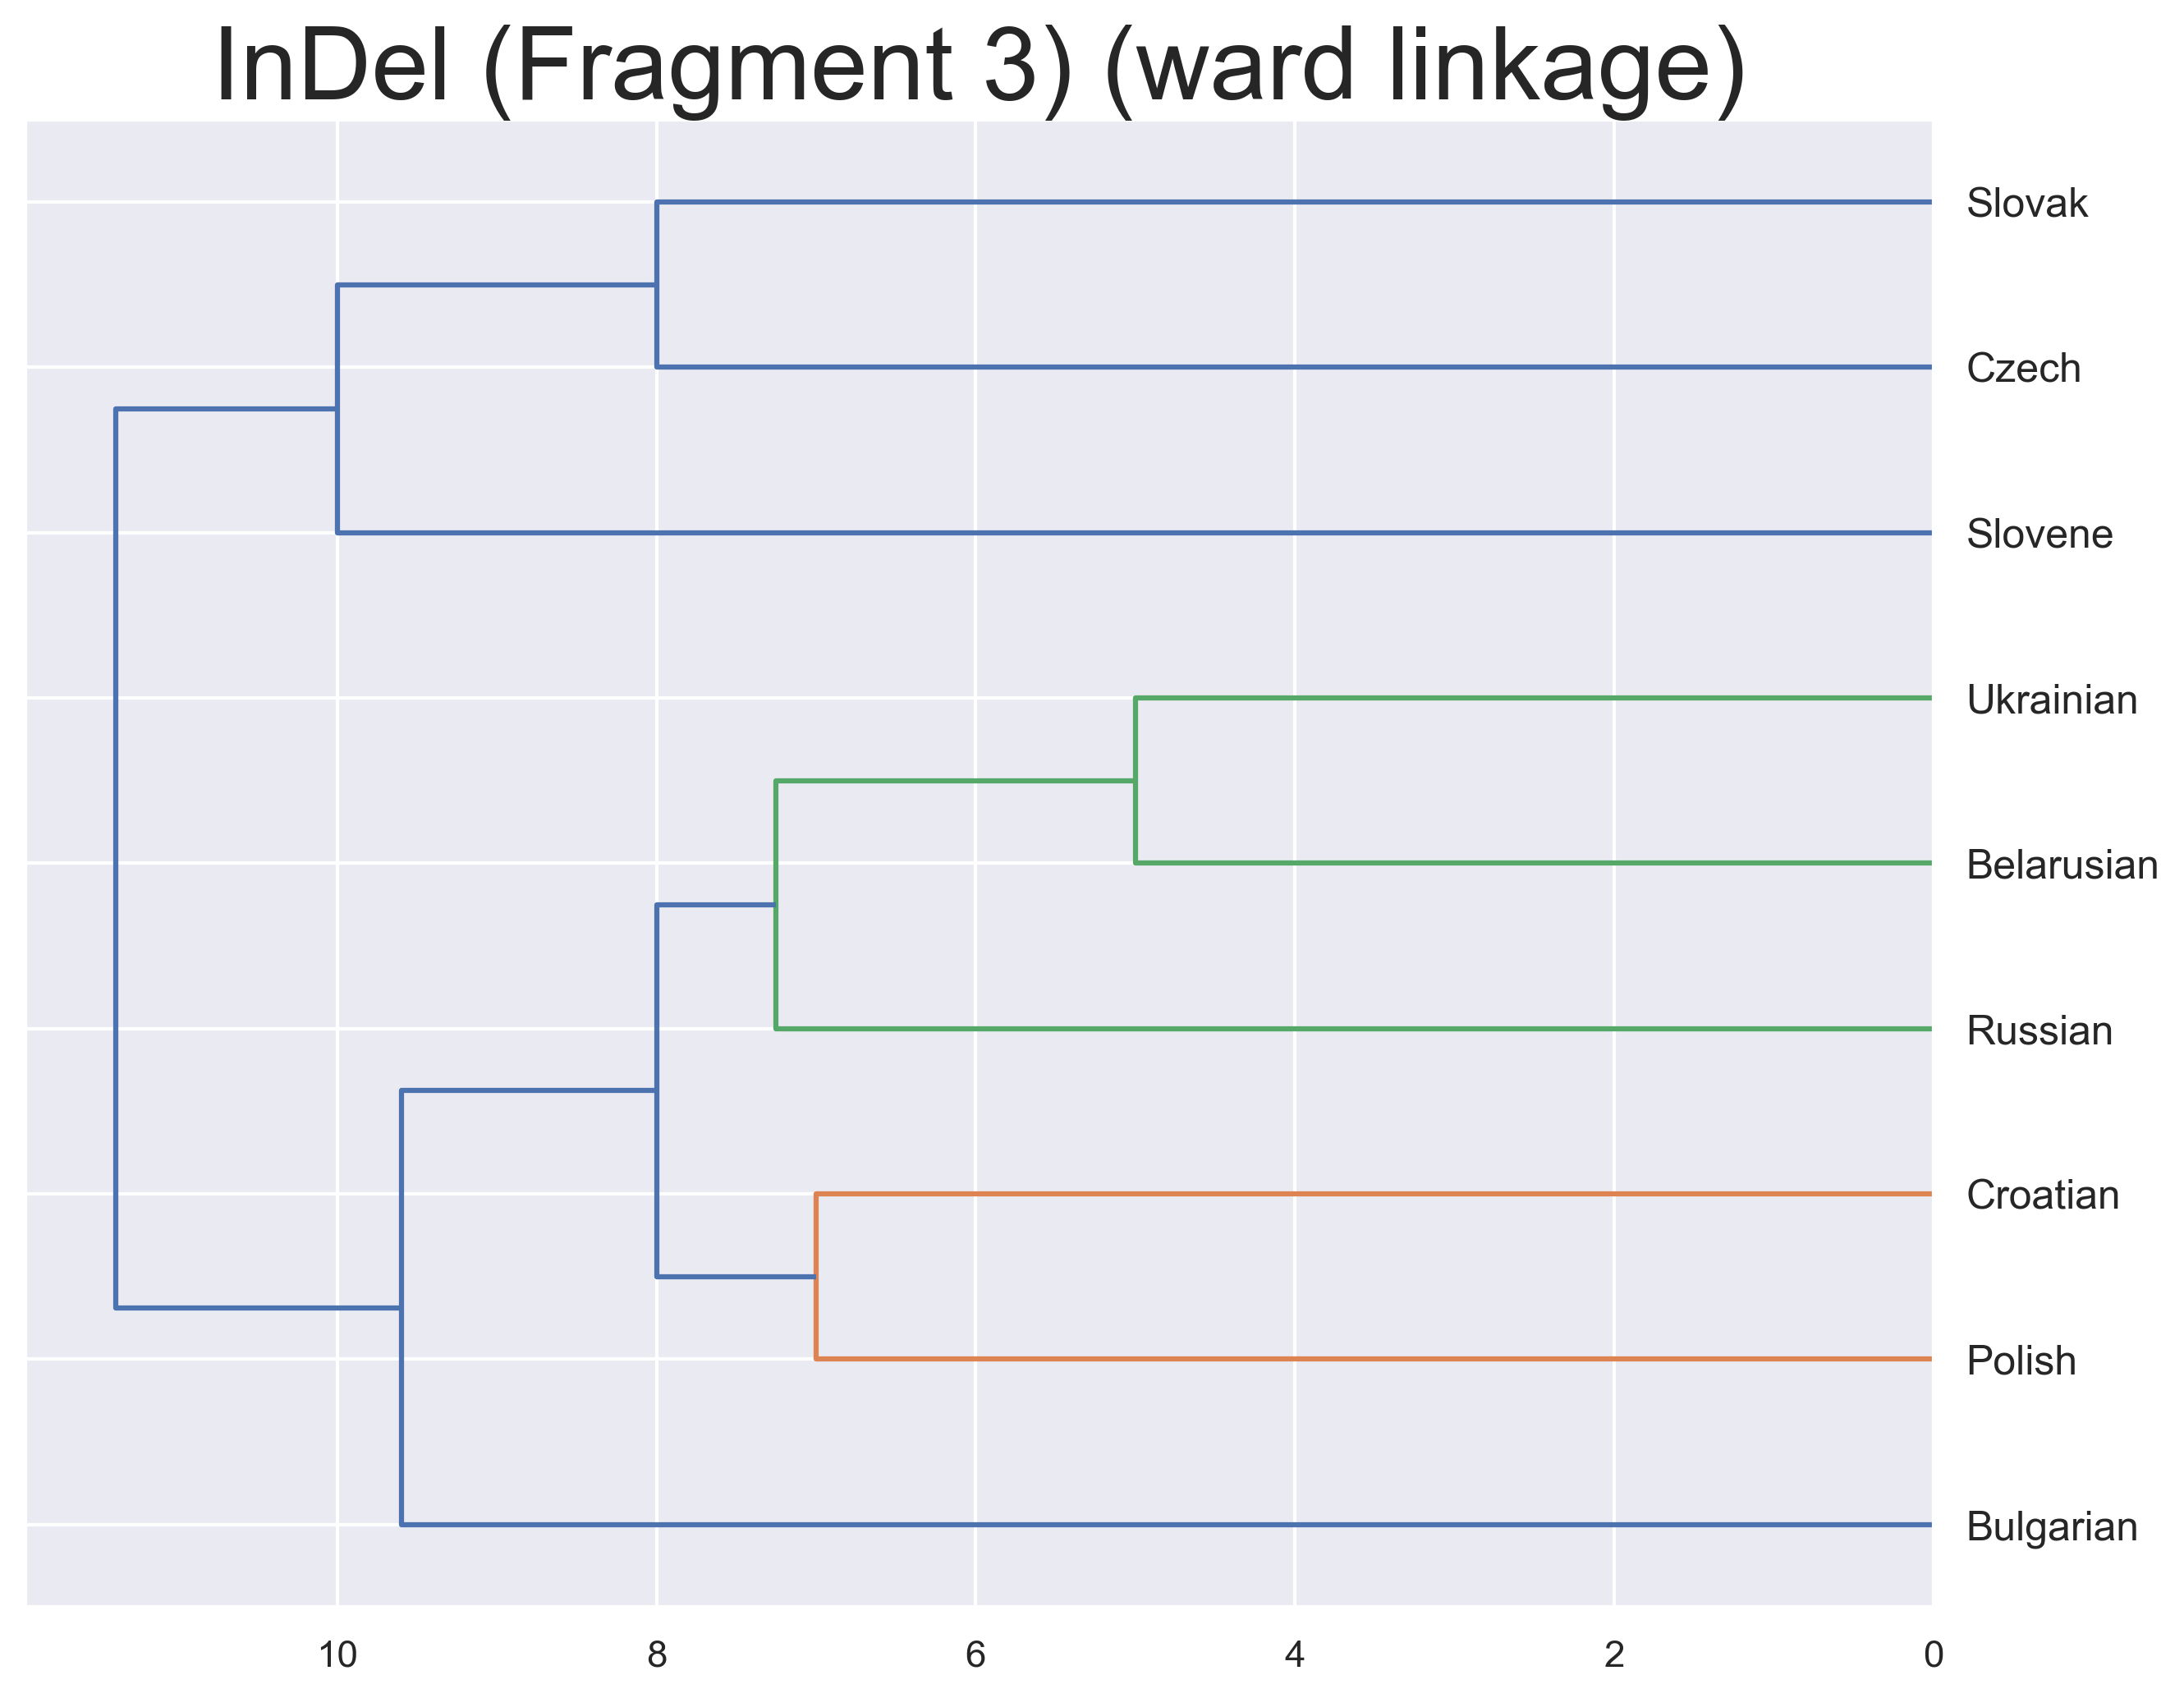 InDel (Fragment 3) (ward linkage)
Slovak
Czech
Slovene
Ukrainian
Belarusian
Russian
Croatian
Polish
Bulgarian
10 8 6 4 2 0